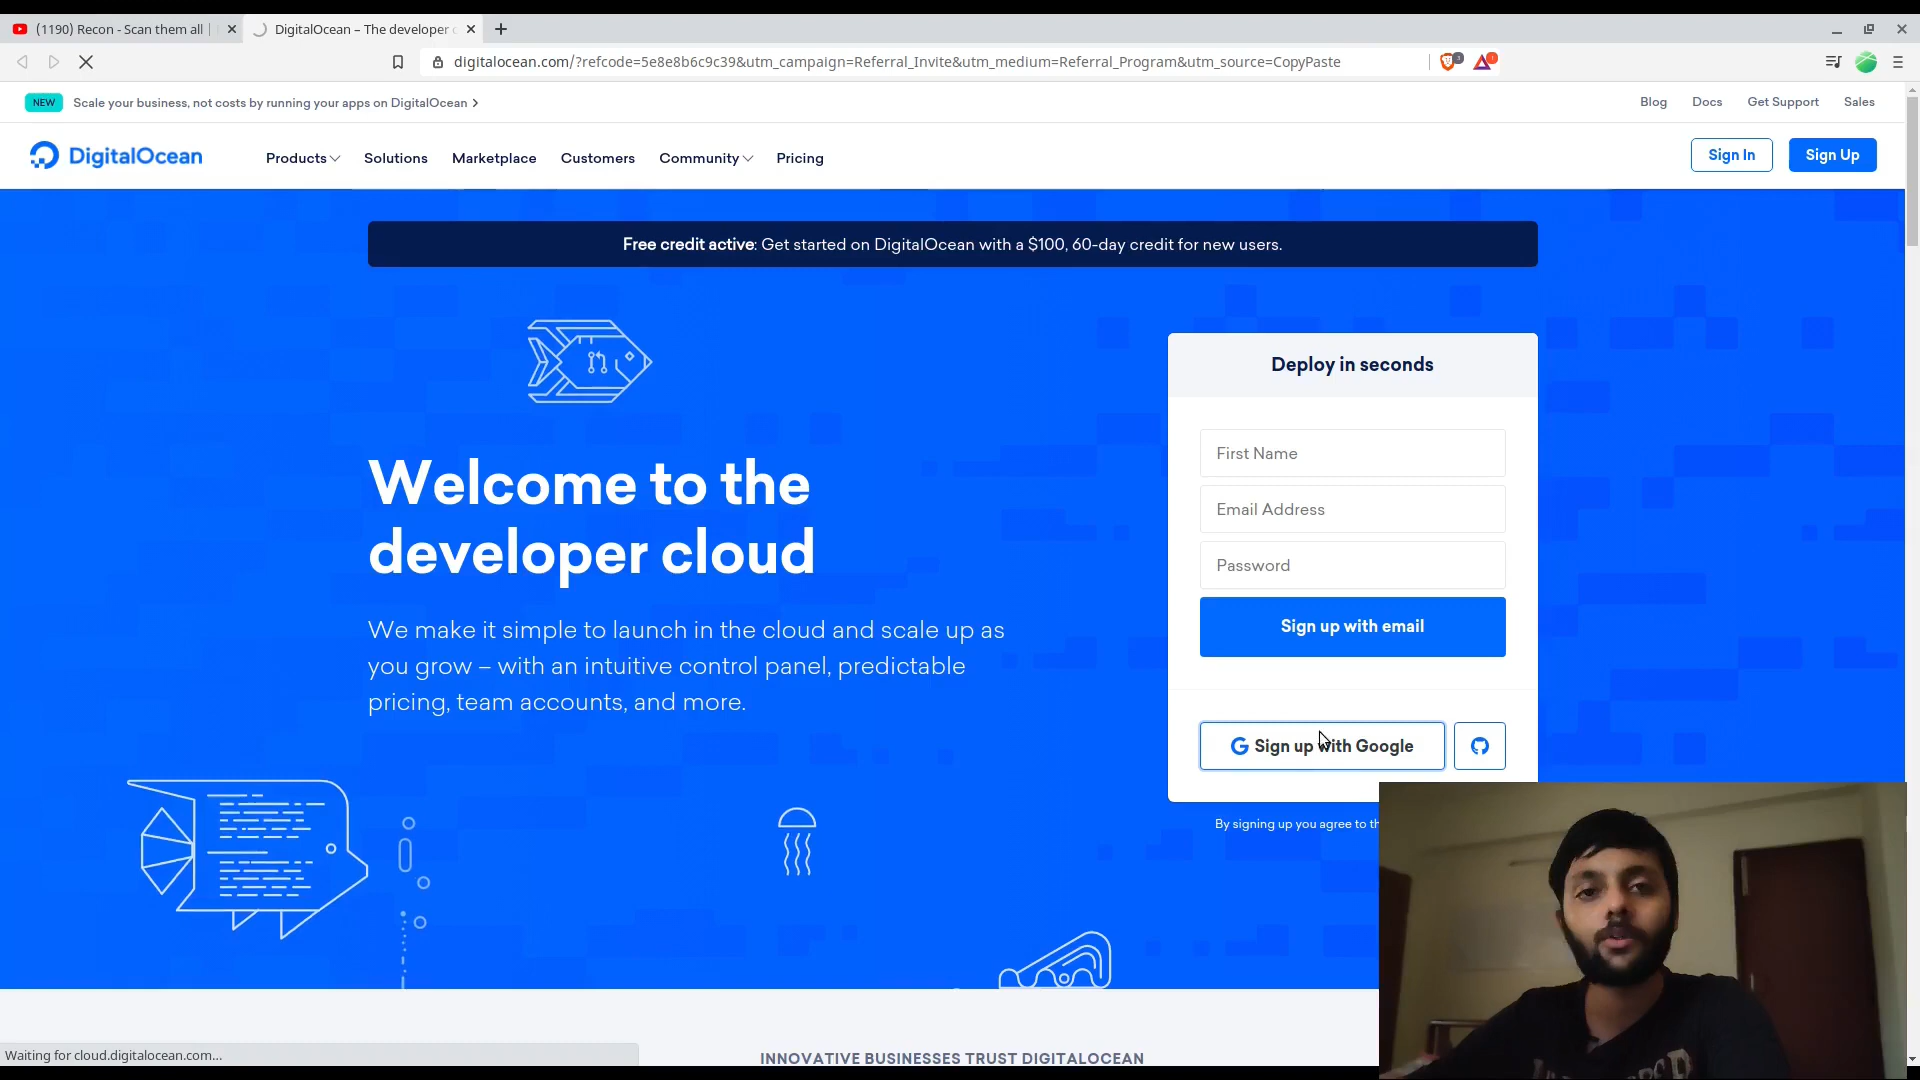 (1190) Recon - Scan them all
DigitalOcean – The developer c
digitalocean.com/?refcode=5e8e8b6c9c39&utm_campaign=Referral_Invite&utm_medium=Referral_Program&utm_source=CopyPaste
NEW Scale your business, not costs by running your apps on DigitalOcean
Blog Docs Get Support Sales
DigitalOcean
Products Solutions Marketplace Customers Community Pricing
Sign In Sign Up
Free credit active: Get started on DigitalOcean with a $100, 60-day credit for new users.
Welcome to the
developer cloud
We make it simple to launch in the cloud and scale up as
you grow – with an intuitive control panel, predictable
pricing, team accounts, and more.
Deploy in seconds
First Name
Email Address
Password
Sign up with email
Sign up with Google
By signing up you agree to th
INNOVATIVE BUSINESSES TRUST DIGITALOCEAN
Waiting for cloud.digitalocean.com...